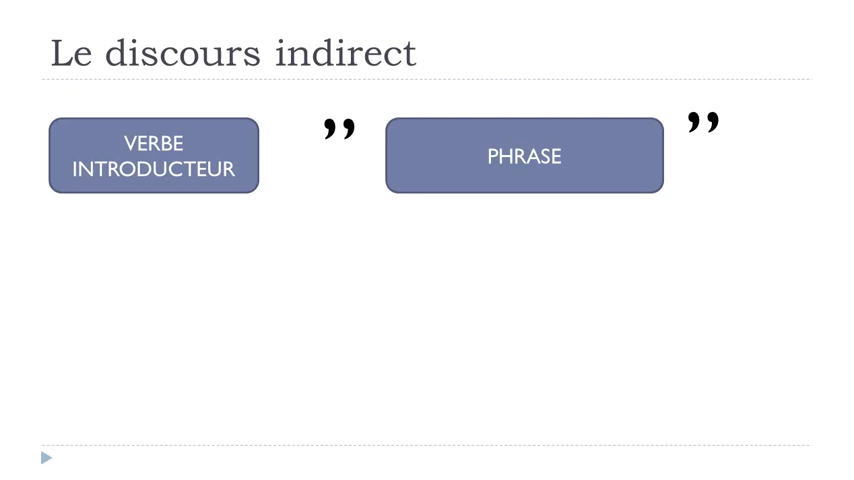 Le discours indirect
VERBE
INTRODUCTEUR
” PHRASE ”